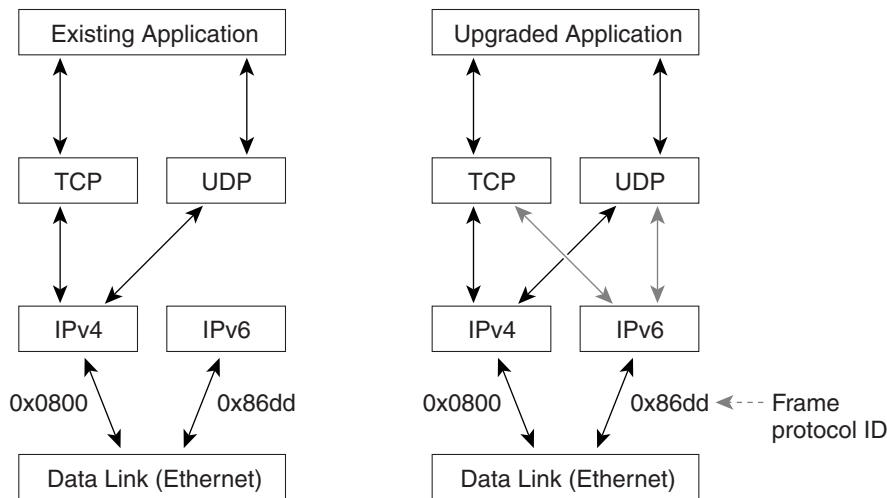 Existing Application
Upgraded Application
TCP
UDP
TCP
UDP
IPv4
IPv6
IPv4
IPv6
0x0800
0x86dd
0x0800
0x86dd
Frame
protocol ID
Data Link (Ethernet)
Data Link (Ethernet)